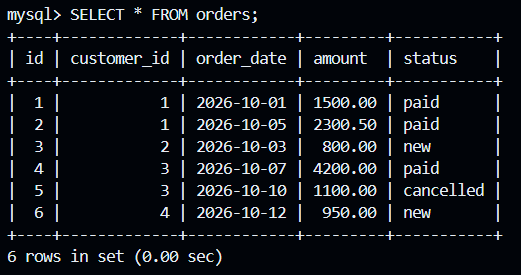 mysql> SELECT * FROM orders;
+----+-------------+------------+---------+-----------+
| id | customer_id | order_date | amount  | status    |
+----+-------------+------------+---------+-----------+
|  1 |           1 | 2026-10-01 | 1500.00 | paid      |
|  2 |           1 | 2026-10-05 | 2300.50 | paid      |
|  3 |           2 | 2026-10-03 |  800.00 | new       |
|  4 |           3 | 2026-10-07 | 4200.00 | paid      |
|  5 |           3 | 2026-10-10 | 1100.00 | cancelled |
|  6 |           4 | 2026-10-12 |  950.00 | new       |
+----+-------------+------------+---------+-----------+
6 rows in set (0.00 sec)